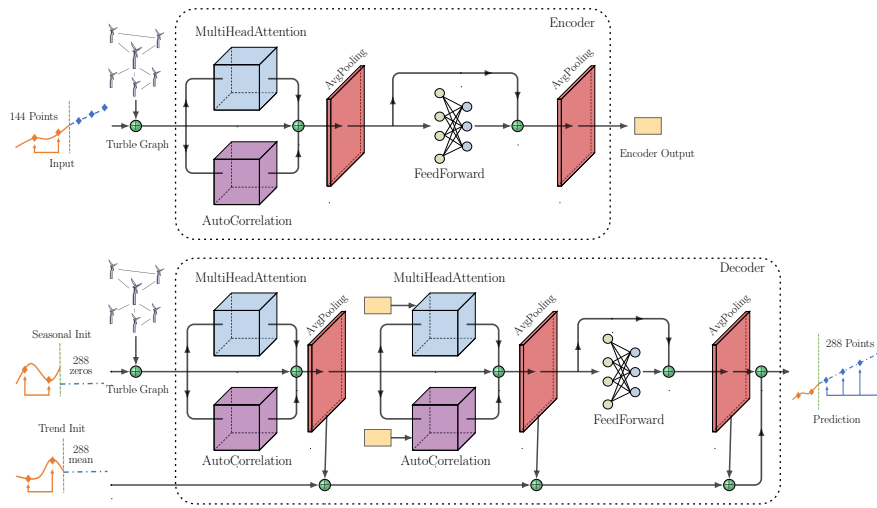 Encoder
MultiHeadAttention
AvgPooling
AvgPooling
144 Points
Input
Turble Graph
FeedForward
Encoder Output
AutoCorrelation
Decoder
MultiHeadAttention
MultiHeadAttention
AvgPooling
AvgPooling
AvgPooling
Seasonal Init
288
zeros
Turble Graph
288 Points
Prediction
FeedForward
Trend Init
288
mean
AutoCorrelation
AutoCorrelation